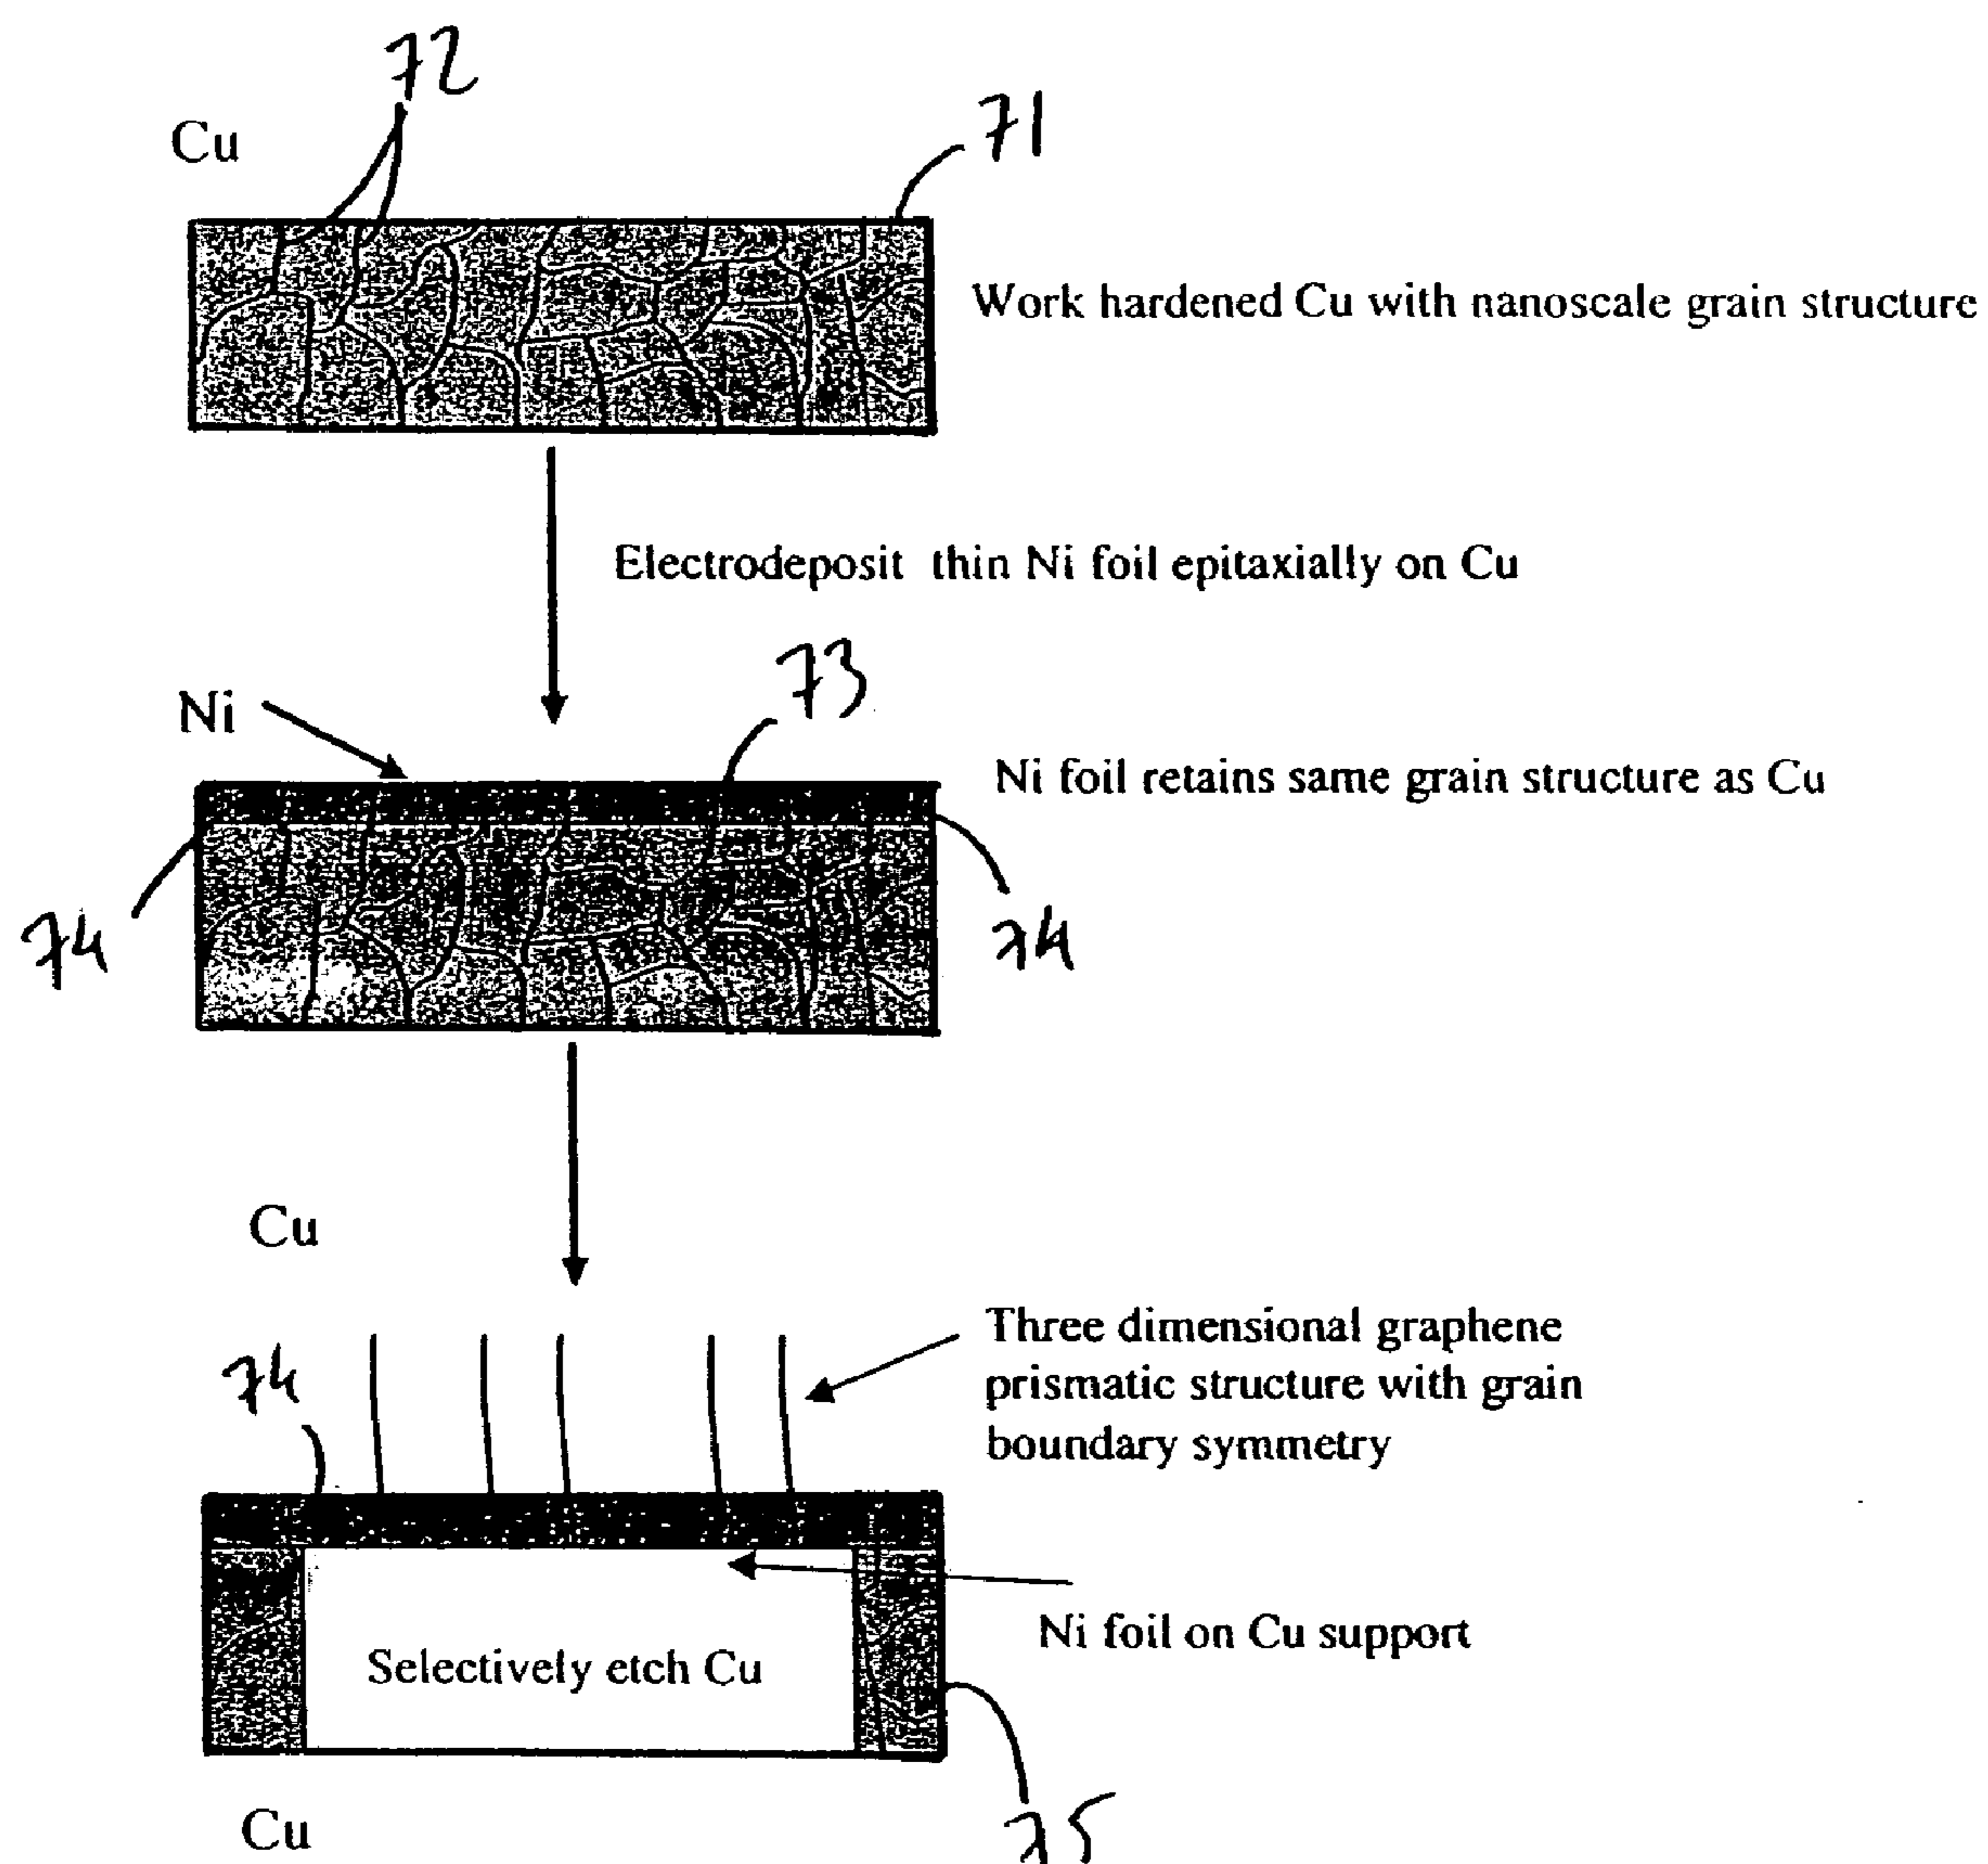 72
Cu
71
Work hardened Cu with nanoscale grain structure
Electrodeposit thin Ni foil epitaxially on Cu
73
Ni
Ni foil retains same grain structure as Cu
74
74
Cu
Three dimensional graphene
prismatic structure with grain
boundary symmetry
74
Ni foil on Cu support
Selectively etch Cu
75
Cu